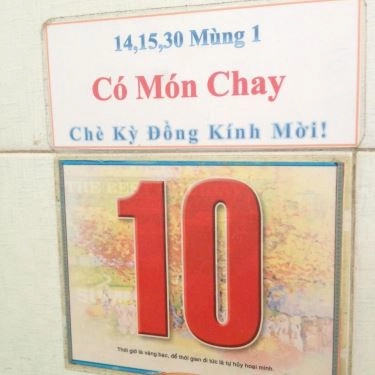 14,15,30 Mùng 1
Có Món Chay
Chè Kỳ Đồng Kính Mời!
10
Thời giờ là vàng bạc, để thời gian đi tức là tự hủy hoại mình.